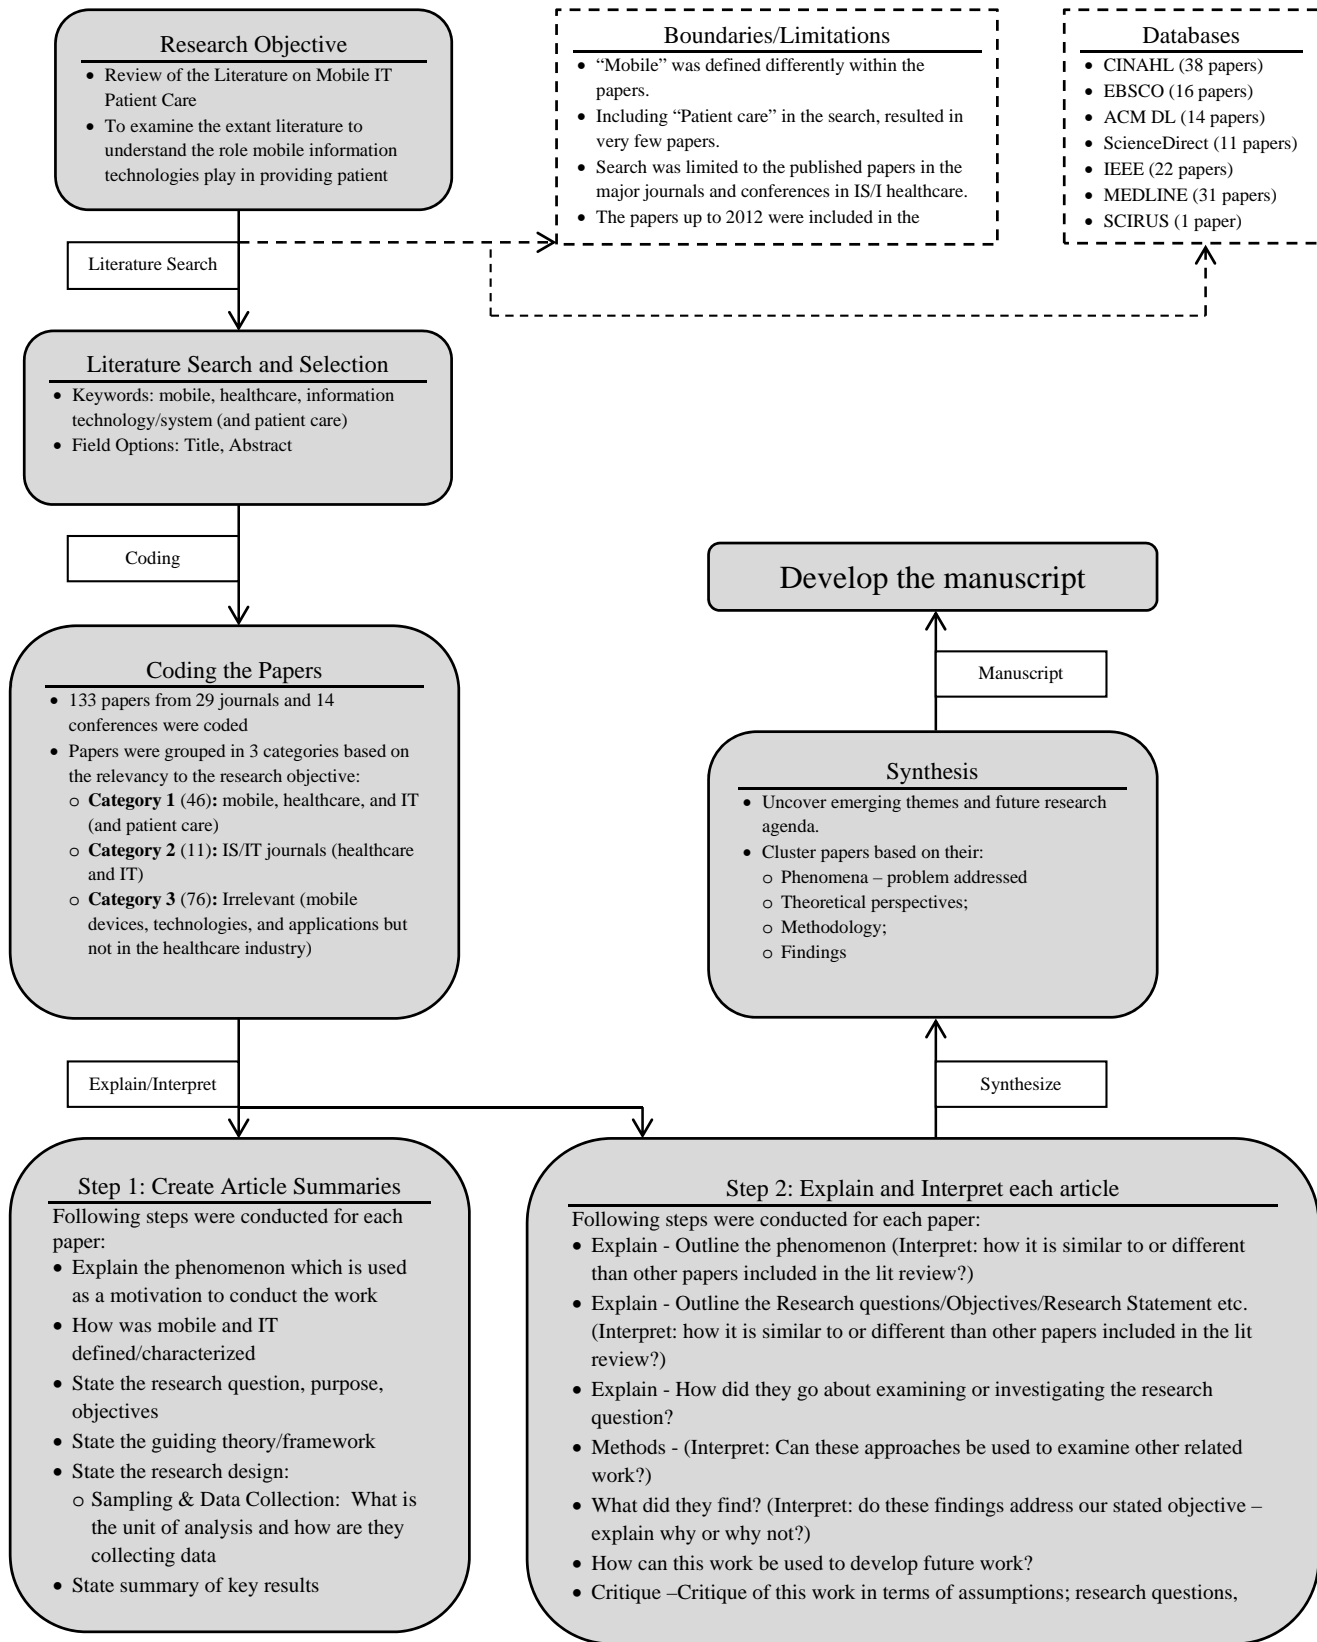 Research Objective
• Review of the Literature on Mobile IT
Patient Care
• To examine the extant literature to
understand the role mobile information
technologies play in providing patient
Boundaries/Limitations
• “Mobile” was defined differently within the
papers.
• Including “Patient care” in the search, resulted in
very few papers.
• Search was limited to the published papers in the
major journals and conferences in IS/I healthcare.
• The papers up to 2012 were included in the
Databases
• CINAHL (38 papers)
• EBSCO (16 papers)
• ACM DL (14 papers)
• ScienceDirect (11 papers)
• IEEE (22 papers)
• MEDLINE (31 papers)
• SCIRUS (1 paper)
Literature Search
Literature Search and Selection
• Keywords: mobile, healthcare, information
technology/system (and patient care)
• Field Options: Title, Abstract
Coding
Coding the Papers
• 133 papers from 29 journals and 14
conferences were coded
• Papers were grouped in 3 categories based on
the relevancy to the research objective:
o Category 1 (46): mobile, healthcare, and IT
(and patient care)
o Category 2 (11): IS/IT journals (healthcare
and IT)
o Category 3 (76): Irrelevant (mobile
devices, technologies, and applications but
not in the healthcare industry)
Explain/Interpret
Step 1: Create Article Summaries
Following steps were conducted for each
paper:
• Explain the phenomenon which is used
as a motivation to conduct the work
• How was mobile and IT
defined/characterized
• State the research question, purpose,
objectives
• State the guiding theory/framework
• State the research design:
o Sampling & Data Collection: What is
the unit of analysis and how are they
collecting data
• State summary of key results
Step 2: Explain and Interpret each article
Following steps were conducted for each paper:
• Explain - Outline the phenomenon (Interpret: how it is similar to or different
than other papers included in the lit review?)
• Explain - Outline the Research questions/Objectives/Research Statement etc.
(Interpret: how it is similar to or different than other papers included in the lit
review?)
• Explain - How did they go about examining or investigating the research
question?
• Methods - (Interpret: Can these approaches be used to examine other related
work?)
• What did they find? (Interpret: do these findings address our stated objective –
explain why or why not?)
• How can this work be used to develop future work?
• Critique –Critique of this work in terms of assumptions; research questions,
Synthesize
Synthesis
• Uncover emerging themes and future research
agenda.
• Cluster papers based on their:
o Phenomena – problem addressed
o Theoretical perspectives;
o Methodology;
o Findings
Manuscript
Develop the manuscript